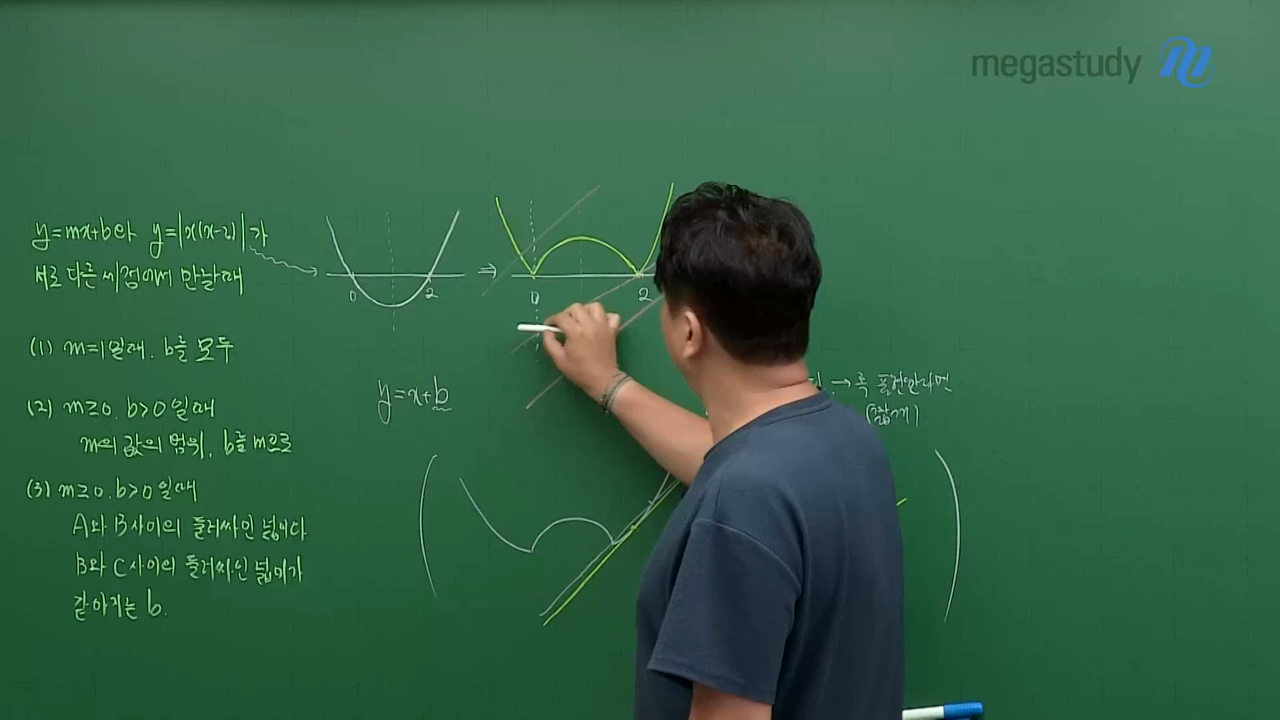 megastudy
y=mx+b와 y=|x(x-2)|가
서로 다른 세 점에서 만날 때
(1) m=1일 때, b를 모두
(2) m≥0, b>0일 때
m의 값의 범위, b를 m으로
(3) m≥0, b>0일 때
A와 B사이의 둘러싸인 넓이다
B와 C사이의 둘러싸인 넓이가
같아지는 b.
0 2
⇒
0 2
y=x+b
→